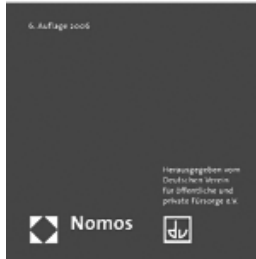 6. Auflage 2006
Herausgegeben vom
Deutschen Verein
für öffentliche und
private Fürsorge e.V.
Nomos
dv